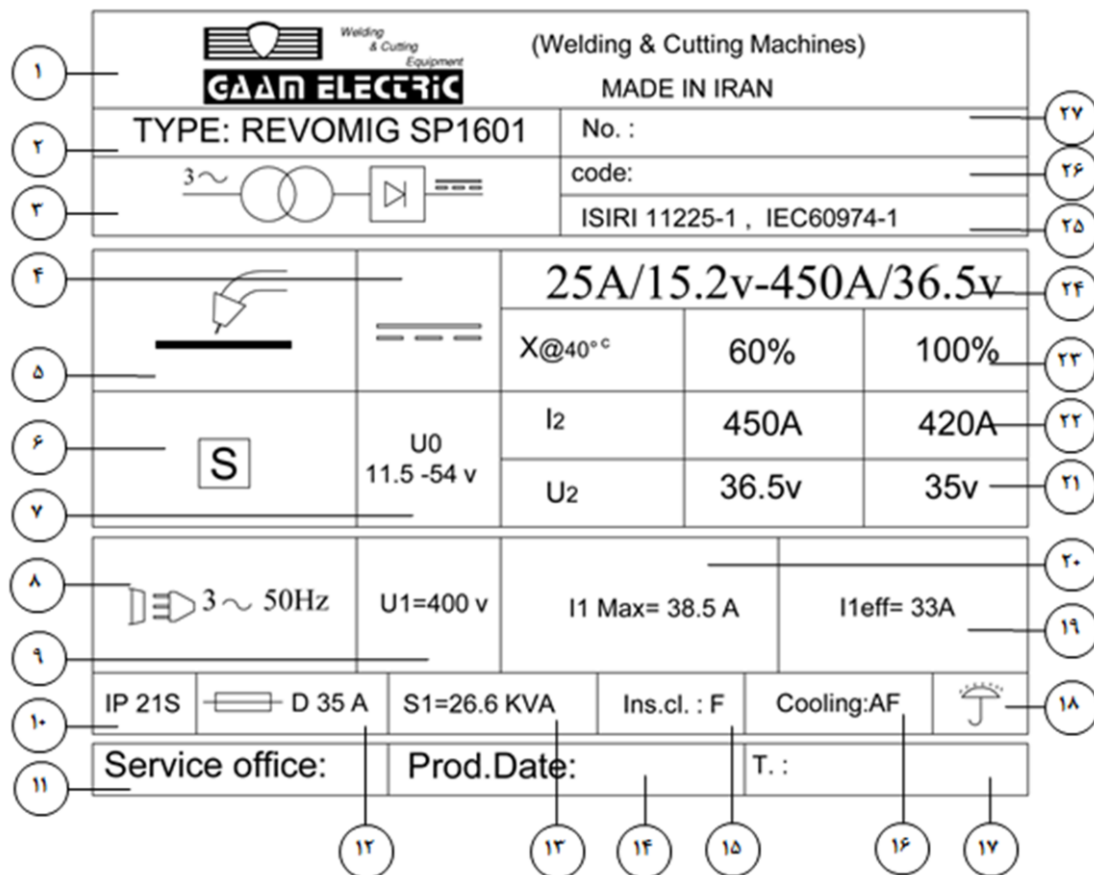 Welding
& Cutting
Equipment
GAAM ELECTRIC
(Welding & Cutting Machines)
MADE IN IRAN
۱
TYPE: REVOMIG SP1601
No. :
۲۷
۲
3~
code:
۲۶
۳
ISIRI 11225-1 , IEC60974-1
۲۵
۴
25A/15.2v-450A/36.5v
۲۴
X@40°c
60%
100%
۲۳
۵
I2
450A
420A
۲۲
۶
S
U0
11.5 -54 v
U2
36.5v
35v
۲۱
۷
۸
3~ 50Hz
U1=400 v
I1 Max= 38.5 A
I1eff= 33A
۲۰
۱۹
۹
IP 21S
D 35 A
S1=26.6 KVA
Ins.cl. : F
Cooling:AF
۱۸
۱۰
Service office:
Prod.Date:
T. :
۱۱
۱۲
۱۳
۱۴
۱۵
۱۶
۱۷